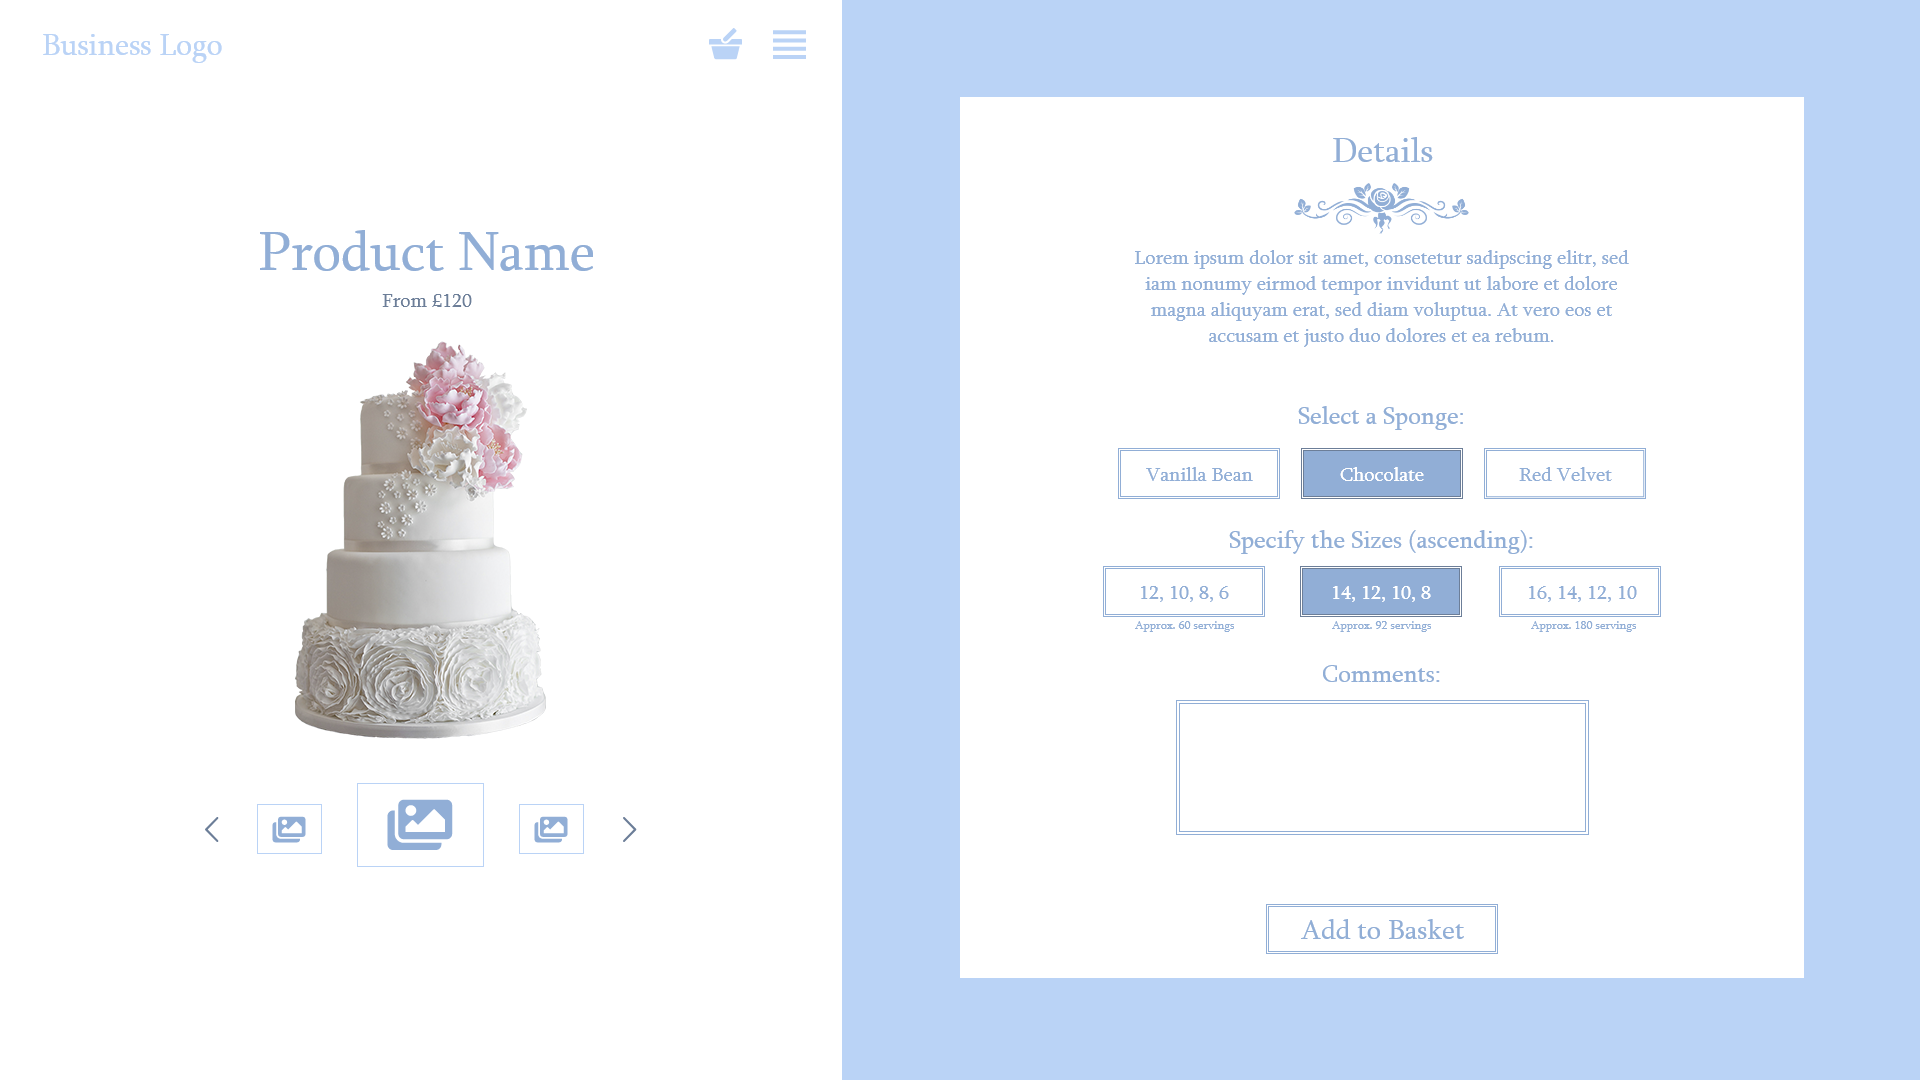 Business Logo
Product Name
From £120
Details
Lorem ipsum dolor sit amet, consetetur sadipscing elitr, sed
iam nonumy eirmod tempor invidunt ut labore et dolore
magna aliquyam erat, sed diam voluptua. At vero eos et
accusam et justo duo dolores et ea rebum.
Select a Sponge:
Vanilla Bean
Chocolate
Red Velvet
Specify the Sizes (ascending):
12, 10, 8, 6
14, 12, 10, 8
16, 14, 12, 10
Approx. 60 servings
Approx. 92 servings
Approx. 180 servings
Comments:
Add to Basket